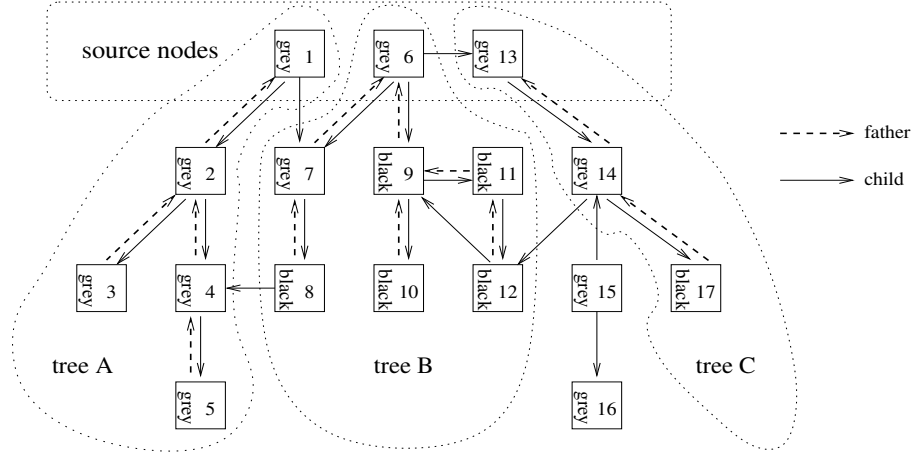 source nodes
grey 1
grey 6
grey 13
father
child
grey 2
grey 7
black 9
black 11
grey 14
grey 3
grey 4
black 8
black 10
black 12
grey 15
black 17
tree A
tree B
tree C
grey 5
grey 16